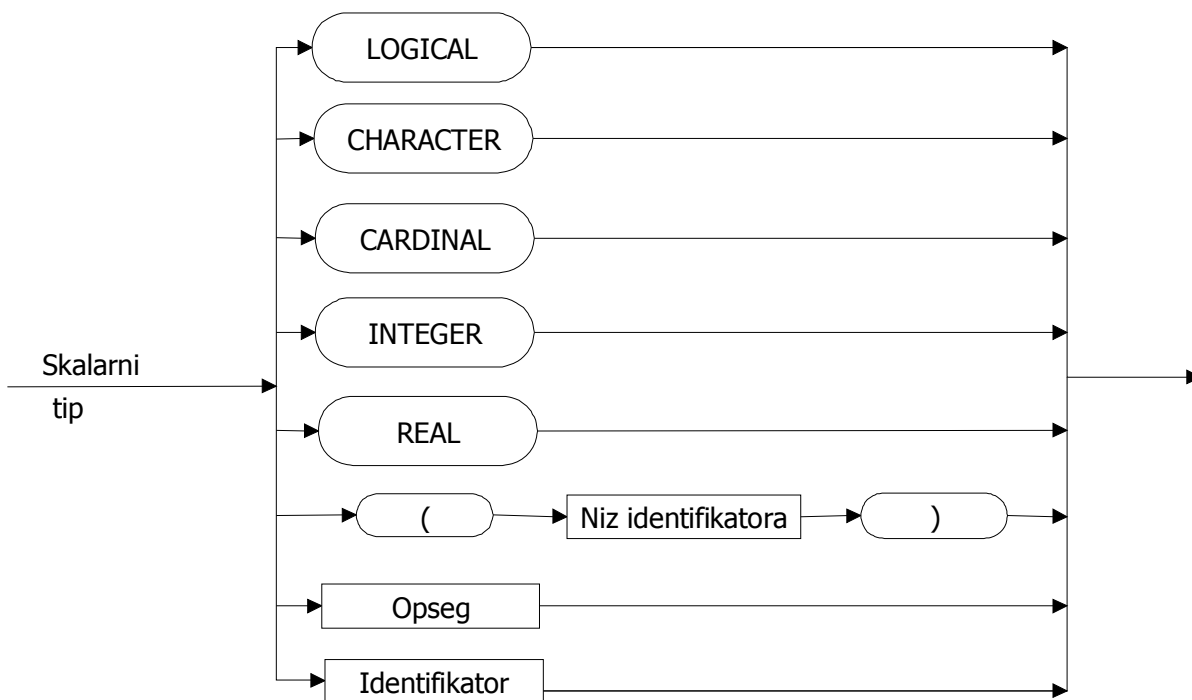 LOGICAL
CHARACTER
CARDINAL
INTEGER
Skalarni
tip
REAL
( Niz identifikatora )
Opseg
Identifikator